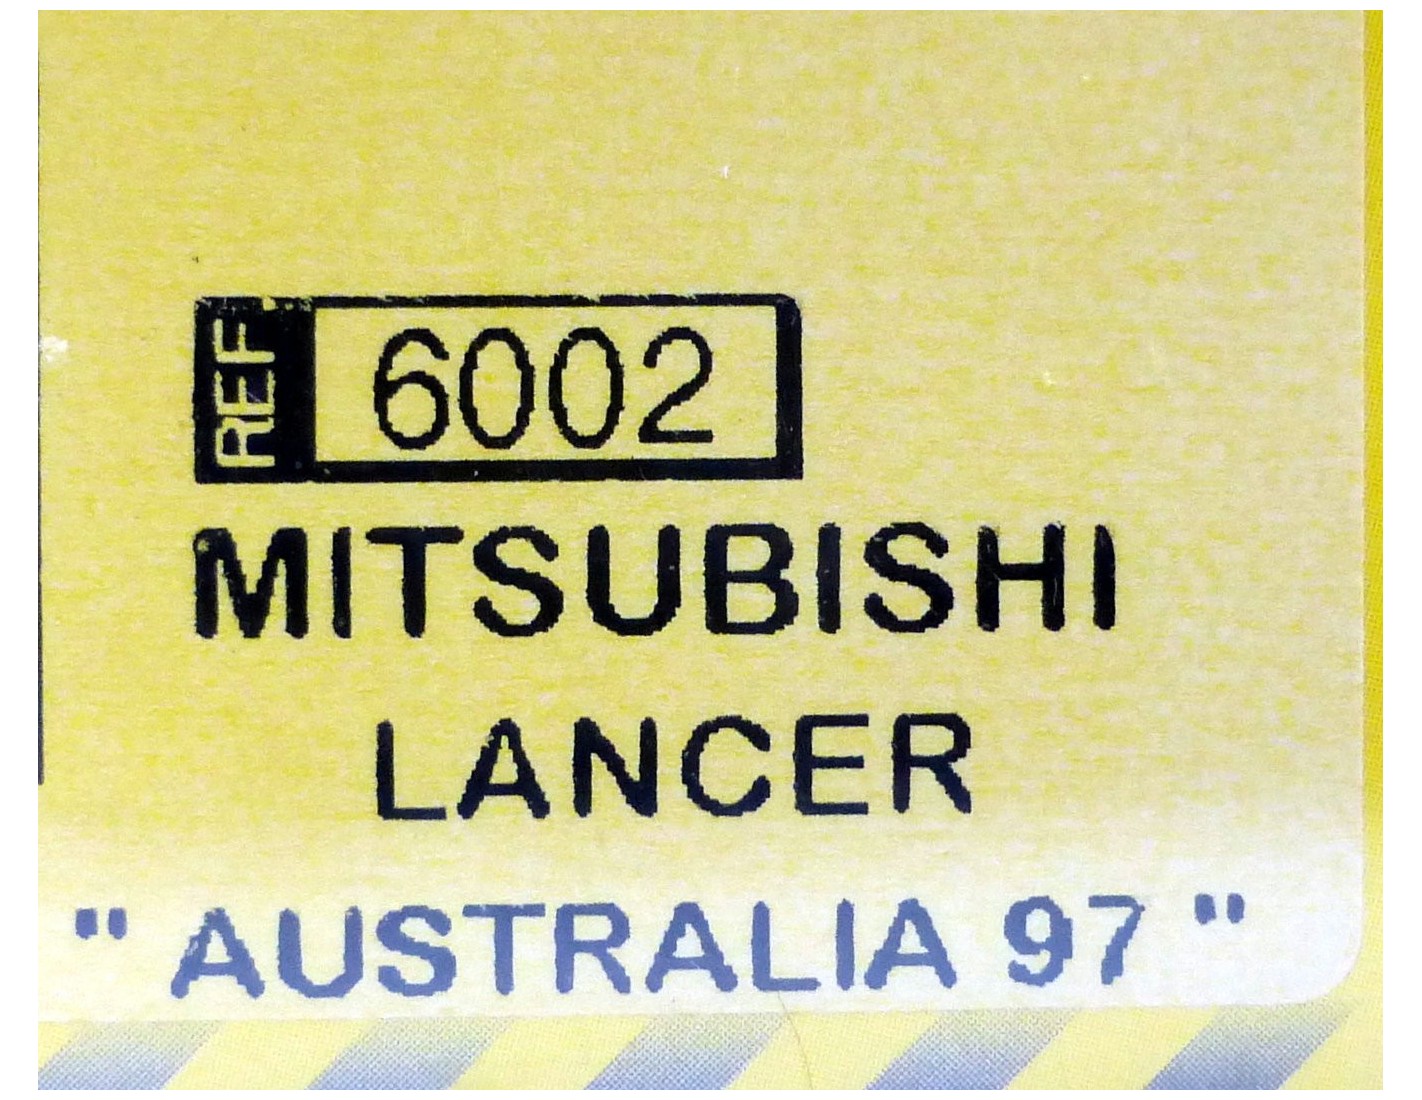 REF 6002
MITSUBISHI
LANCER
" AUSTRALIA 97 "